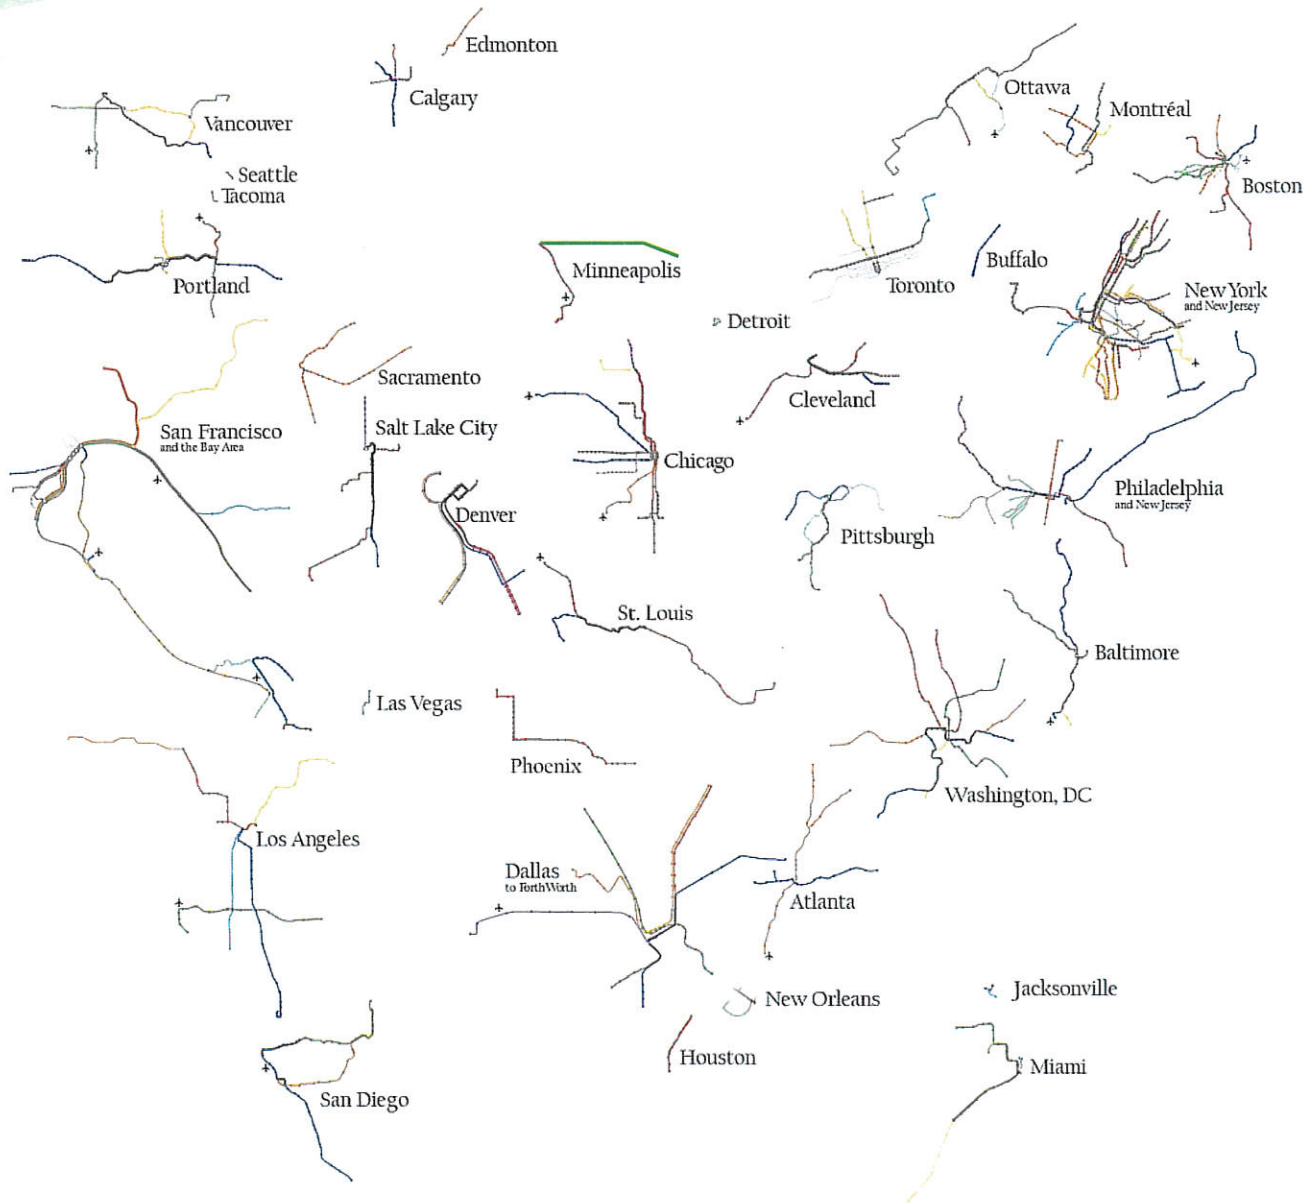 Edmonton
Calgary
Vancouver
Seattle
Tacoma
Portland
Ottawa
Montréal
Boston
Minneapolis
Toronto
Buffalo
New York
and New Jersey
Detroit
Sacramento
Cleveland
San Francisco
and the Bay Area
Salt Lake City
Chicago
Denver
Philadelphia
and New Jersey
Pittsburgh
St. Louis
Baltimore
Las Vegas
Phoenix
Washington, DC
Los Angeles
Dallas
to ForthWorth
Atlanta
New Orleans
Jacksonville
Houston
Miami
San Diego